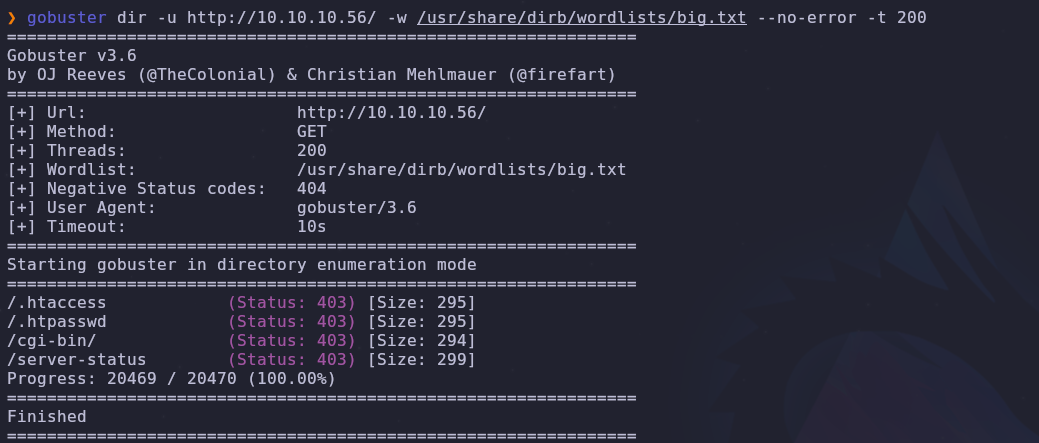 ❯ gobuster dir -u http://10.10.10.56/ -w /usr/share/dirb/wordlists/big.txt --no-error -t 200
===============================================================
Gobuster v3.6
by OJ Reeves (@TheColonial) & Christian Mehlmauer (@firefart)
===============================================================
[+] Url:                     http://10.10.10.56/
[+] Method:                  GET
[+] Threads:                 200
[+] Wordlist:                /usr/share/dirb/wordlists/big.txt
[+] Negative Status codes:   404
[+] User Agent:              gobuster/3.6
[+] Timeout:                 10s
===============================================================
Starting gobuster in directory enumeration mode
===============================================================
/.htaccess            (Status: 403) [Size: 295]
/.htpasswd            (Status: 403) [Size: 295]
/cgi-bin/             (Status: 403) [Size: 294]
/server-status        (Status: 403) [Size: 299]
Progress: 20469 / 20470 (100.00%)
===============================================================
Finished
===============================================================